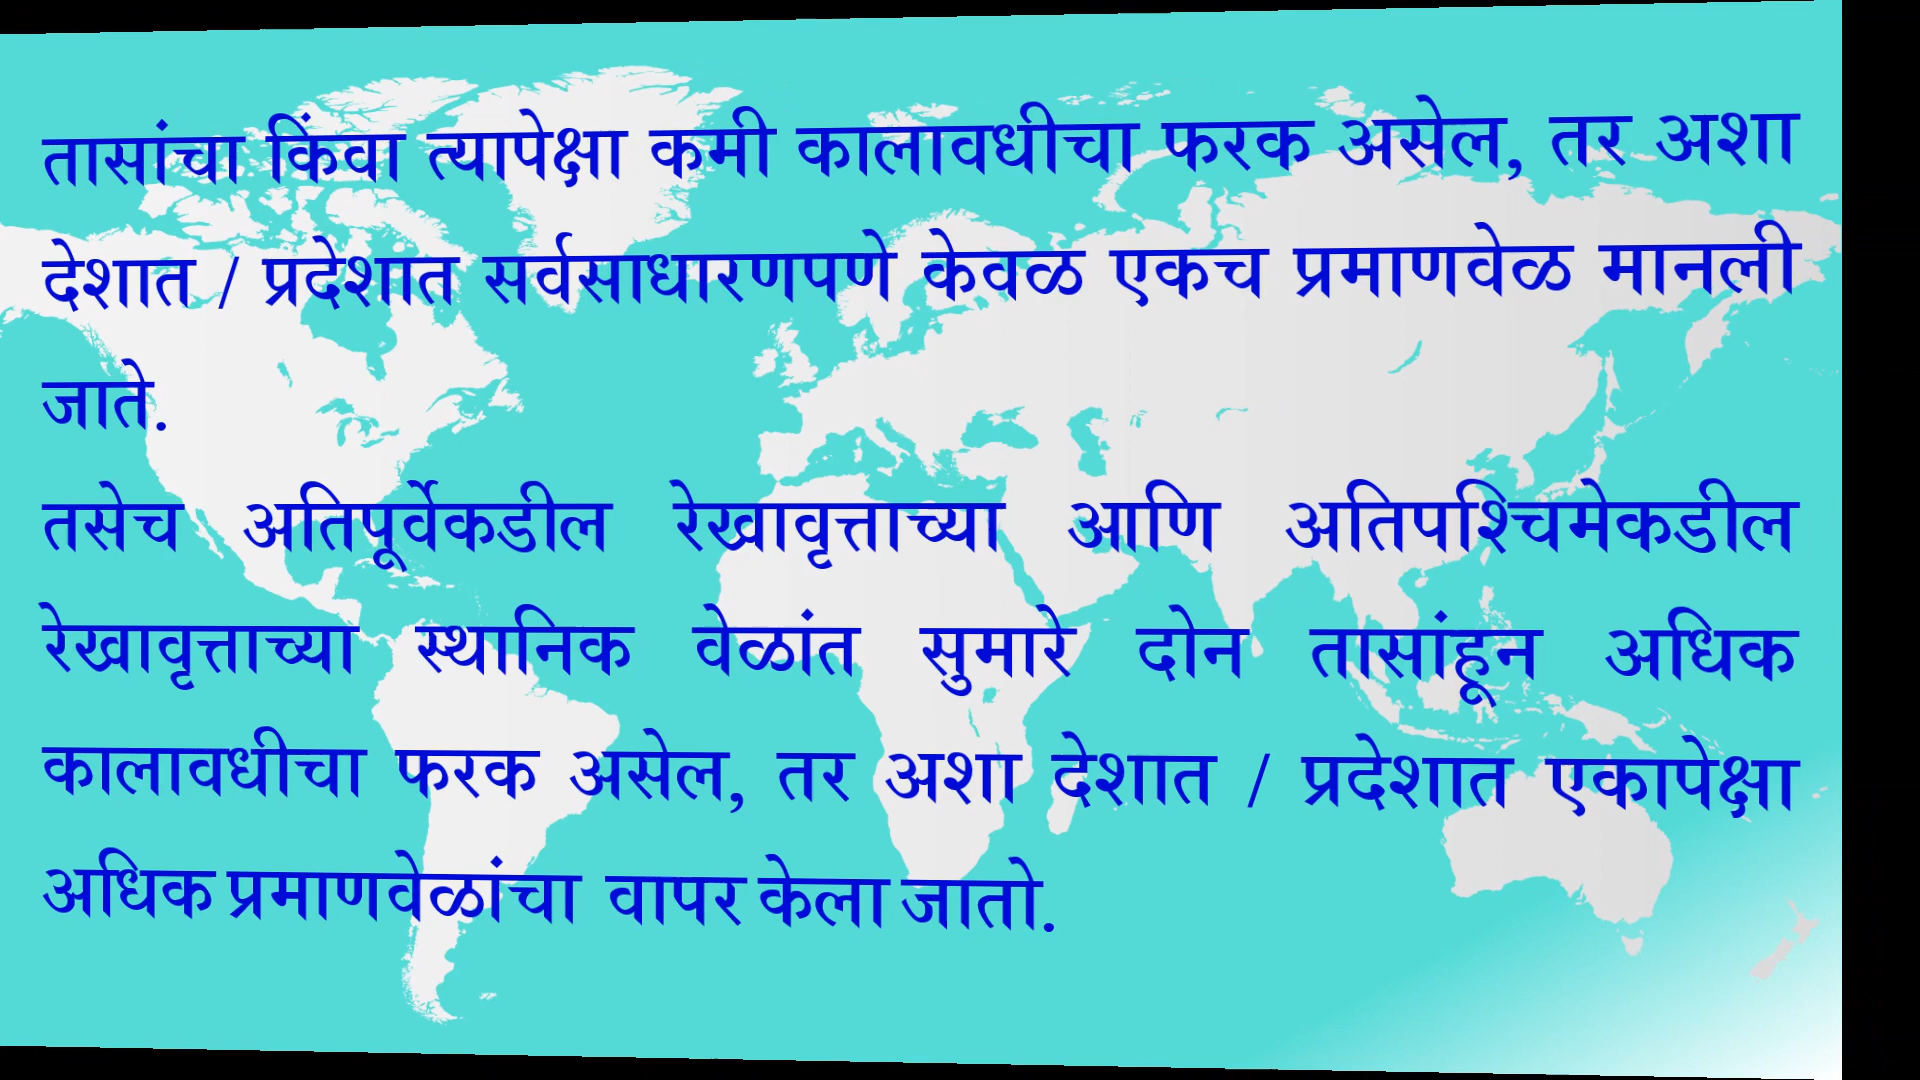 तासांचा किंवा त्यापेक्षा कमी कालावधीचा फरक असेल, तर अशा
देशात / प्रदेशात सर्वसाधारणपणे केवळ एकच प्रमाणवेळ मानली
जाते.
तसेच अतिपूर्वेकडील रेखावृत्ताच्या आणि अतिपश्चिमेकडील
रेखावृत्ताच्या स्थानिक वेळांत सुमारे दोन तासांहून अधिक
कालावधीचा फरक असेल, तर अशा देशात / प्रदेशात एकापेक्षा
अधिक प्रमाणवेळांचा वापर केला जातो.